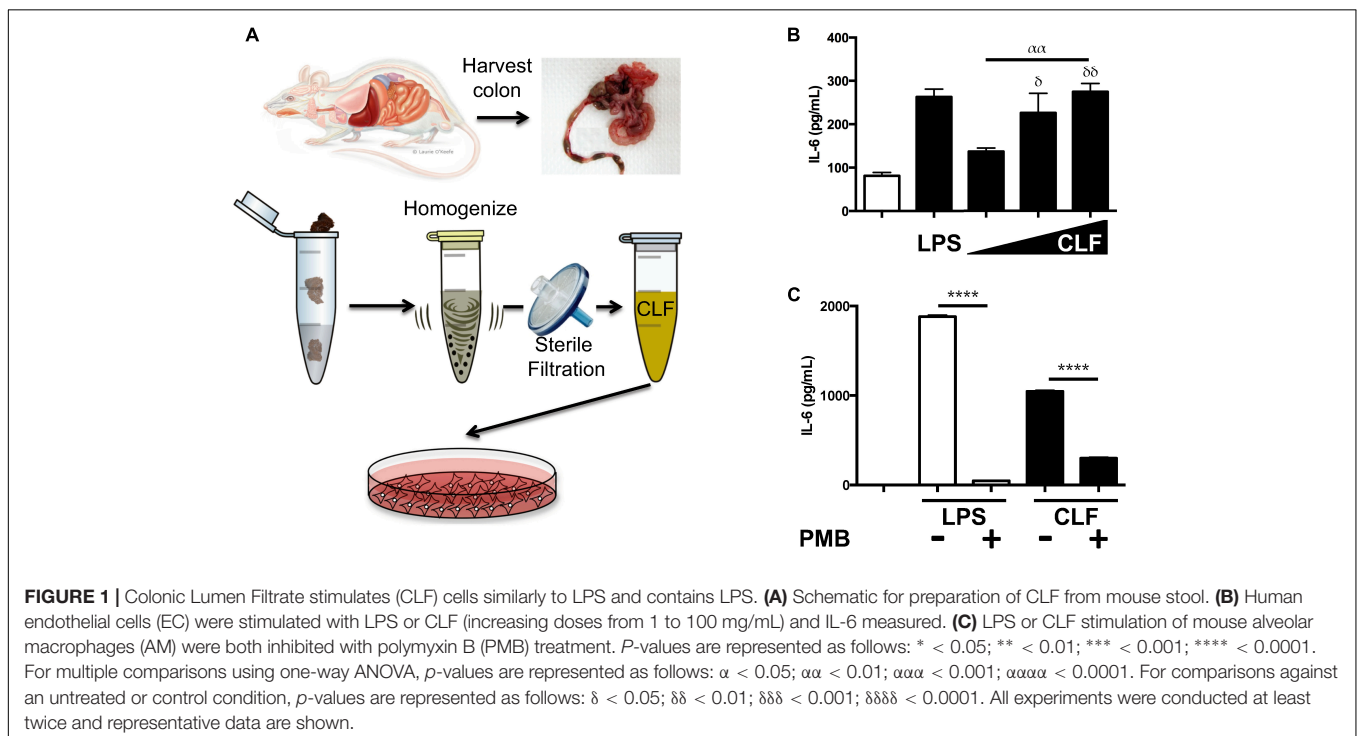 A
Harvest
colon
© Laurie O'Keefe
Homogenize
CLF
Sterile
Filtration
B
400
300
200
100
0
IL-6 (pg/mL)
αα
δ
δδ
LPS
CLF
C
2000
1000
0
IL-6 (pg/mL)
****
****
LPS
CLF
PMB
- + - +
FIGURE 1 | Colonic Lumen Filtrate stimulates (CLF) cells similarly to LPS and contains LPS. (A) Schematic for preparation of CLF from mouse stool. (B) Human
endothelial cells (EC) were stimulated with LPS or CLF (increasing doses from 1 to 100 mg/mL) and IL-6 measured. (C) LPS or CLF stimulation of mouse alveolar
macrophages (AM) were both inhibited with polymyxin B (PMB) treatment. P-values are represented as follows: * < 0.05; ** < 0.01; *** < 0.001; **** < 0.0001.
For multiple comparisons using one-way ANOVA, p-values are represented as follows: α < 0.05; αα < 0.01; ααα < 0.001; αααα < 0.0001. For comparisons against
an untreated or control condition, p-values are represented as follows: δ < 0.05; δδ < 0.01; δδδ < 0.001; δδδδ < 0.0001. All experiments were conducted at least
twice and representative data are shown.